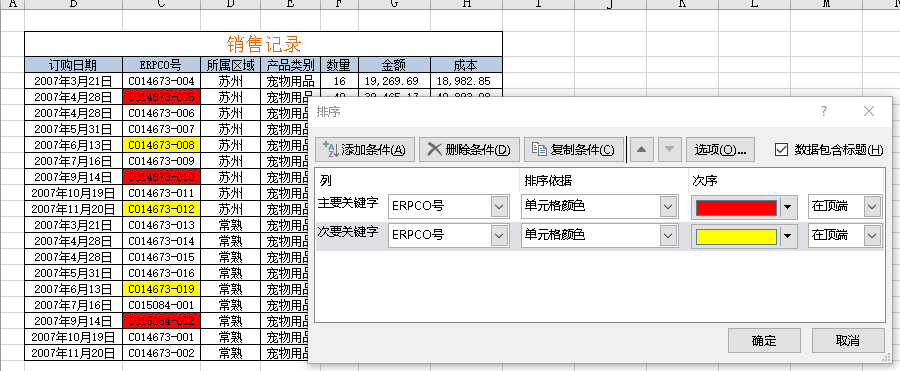 A B C D E F G H I J K L M N
销售记录
订购日期 ERPCO号 所属区域 产品类别 数量 金额 成本
2007年3月21日 C014673-004 苏州 宠物用品 16 19,269.69 18,982.85
2007年4月28日 C014673-005 苏州 宠物用品
2007年4月28日 C014673-006 苏州 宠物用品
2007年5月31日 C014673-007 苏州 宠物用品
2007年6月13日 C014673-008 苏州 宠物用品
2007年7月16日 C014673-009 苏州 宠物用品
2007年9月14日 C014673-010 苏州 宠物用品
2007年10月19日 C014673-011 苏州 宠物用品
2007年11月20日 C014673-012 苏州 宠物用品
2007年3月21日 C014673-013 常熟 宠物用品
2007年4月28日 C014673-014 常熟 宠物用品
2007年4月28日 C014673-015 常熟 宠物用品
2007年5月31日 C014673-016 常熟 宠物用品
2007年6月13日 C014673-019 常熟 宠物用品
2007年7月16日 C015084-001 常熟 宠物用品
2007年9月14日 C015084-002 常熟 宠物用品
2007年10月19日 C014673-001 常熟 宠物用品
2007年11月20日 C014673-002 常熟 宠物用品
排序 ?
添加条件(A) 删除条件(D) 复制条件(C) 选项(O)... 数据包含标题(H)
列 排序依据 次序
主要关键字 ERPCO号 单元格颜色 在顶端
次要关键字 ERPCO号 单元格颜色 在顶端
确定 取消